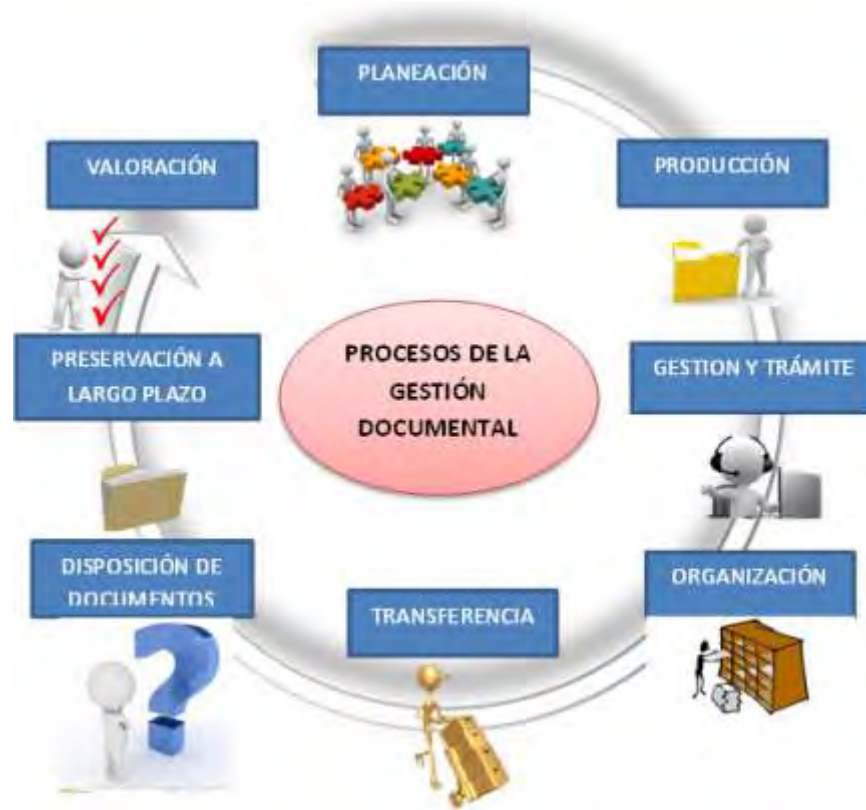 PLANEACIÓN
PRODUCCIÓN
GESTION Y TRÁMITE
ORGANIZACIÓN
TRANSFERENCIA
DISPOSICIÓN DE
DOCUMENTOS
PRESERVACIÓN A
LARGO PLAZO
VALORACIÓN
PROCESOS DE LA
GESTIÓN
DOCUMENTAL